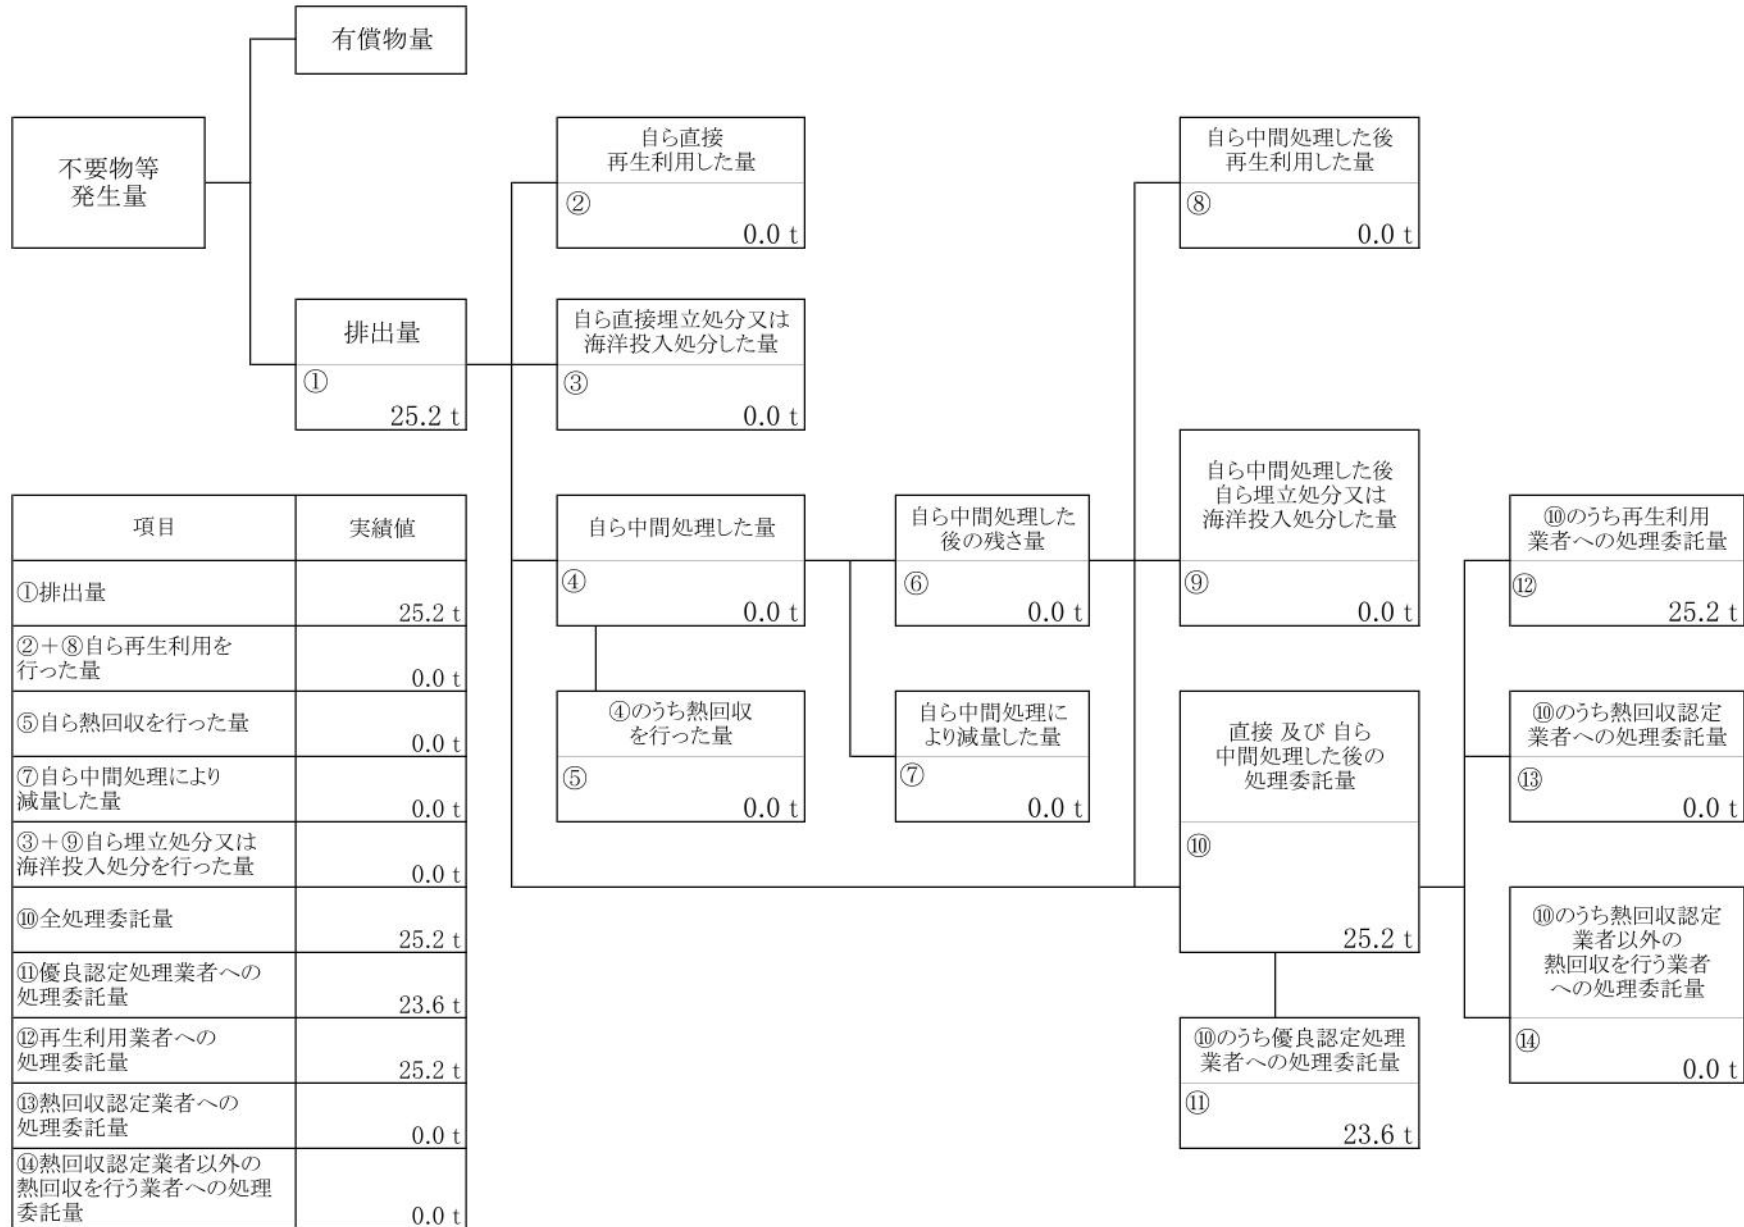 有償物量
不要物等
発生量
自ら直接
再生利用した量
②
0.0 t
自ら中間処理した後
再生利用した量
⑧
0.0 t
排出量
①
25.2 t
自ら直接埋立処分又は
海洋投入処分した量
③
0.0 t
自ら中間処理した量
④
0.0 t
自ら中間処理した
後の残さ量
⑥
0.0 t
自ら中間処理した後
自ら埋立処分又は
海洋投入処分した量
⑨
0.0 t
⑩のうち再生利用
業者への処理委託量
⑫
25.2 t
④のうち熱回収
を行った量
⑤
0.0 t
自ら中間処理に
より減量した量
⑦
0.0 t
直接 及び 自ら
中間処理した後の
処理委託量
⑩
25.2 t
⑩のうち熱回収認定
業者への処理委託量
⑬
0.0 t
⑩のうち熱回収認定
業者以外の
熱回収を行う業者
への処理委託量
⑭
0.0 t
⑩のうち優良認定処理
業者への処理委託量
⑪
23.6 t
項目 実績値
①排出量
25.2 t
②＋⑧自ら再生利用を
行った量
0.0 t
⑤自ら熱回収を行った量
0.0 t
⑦自ら中間処理により
減量した量
0.0 t
③＋⑨自ら埋立処分又は
海洋投入処分を行った量
0.0 t
⑩全処理委託量
25.2 t
⑪優良認定処理業者への
処理委託量
23.6 t
⑫再生利用業者への
処理委託量
25.2 t
⑬熱回収認定業者への
処理委託量
0.0 t
⑭熱回収認定業者以外の
熱回収を行う業者への処理
委託量
0.0 t